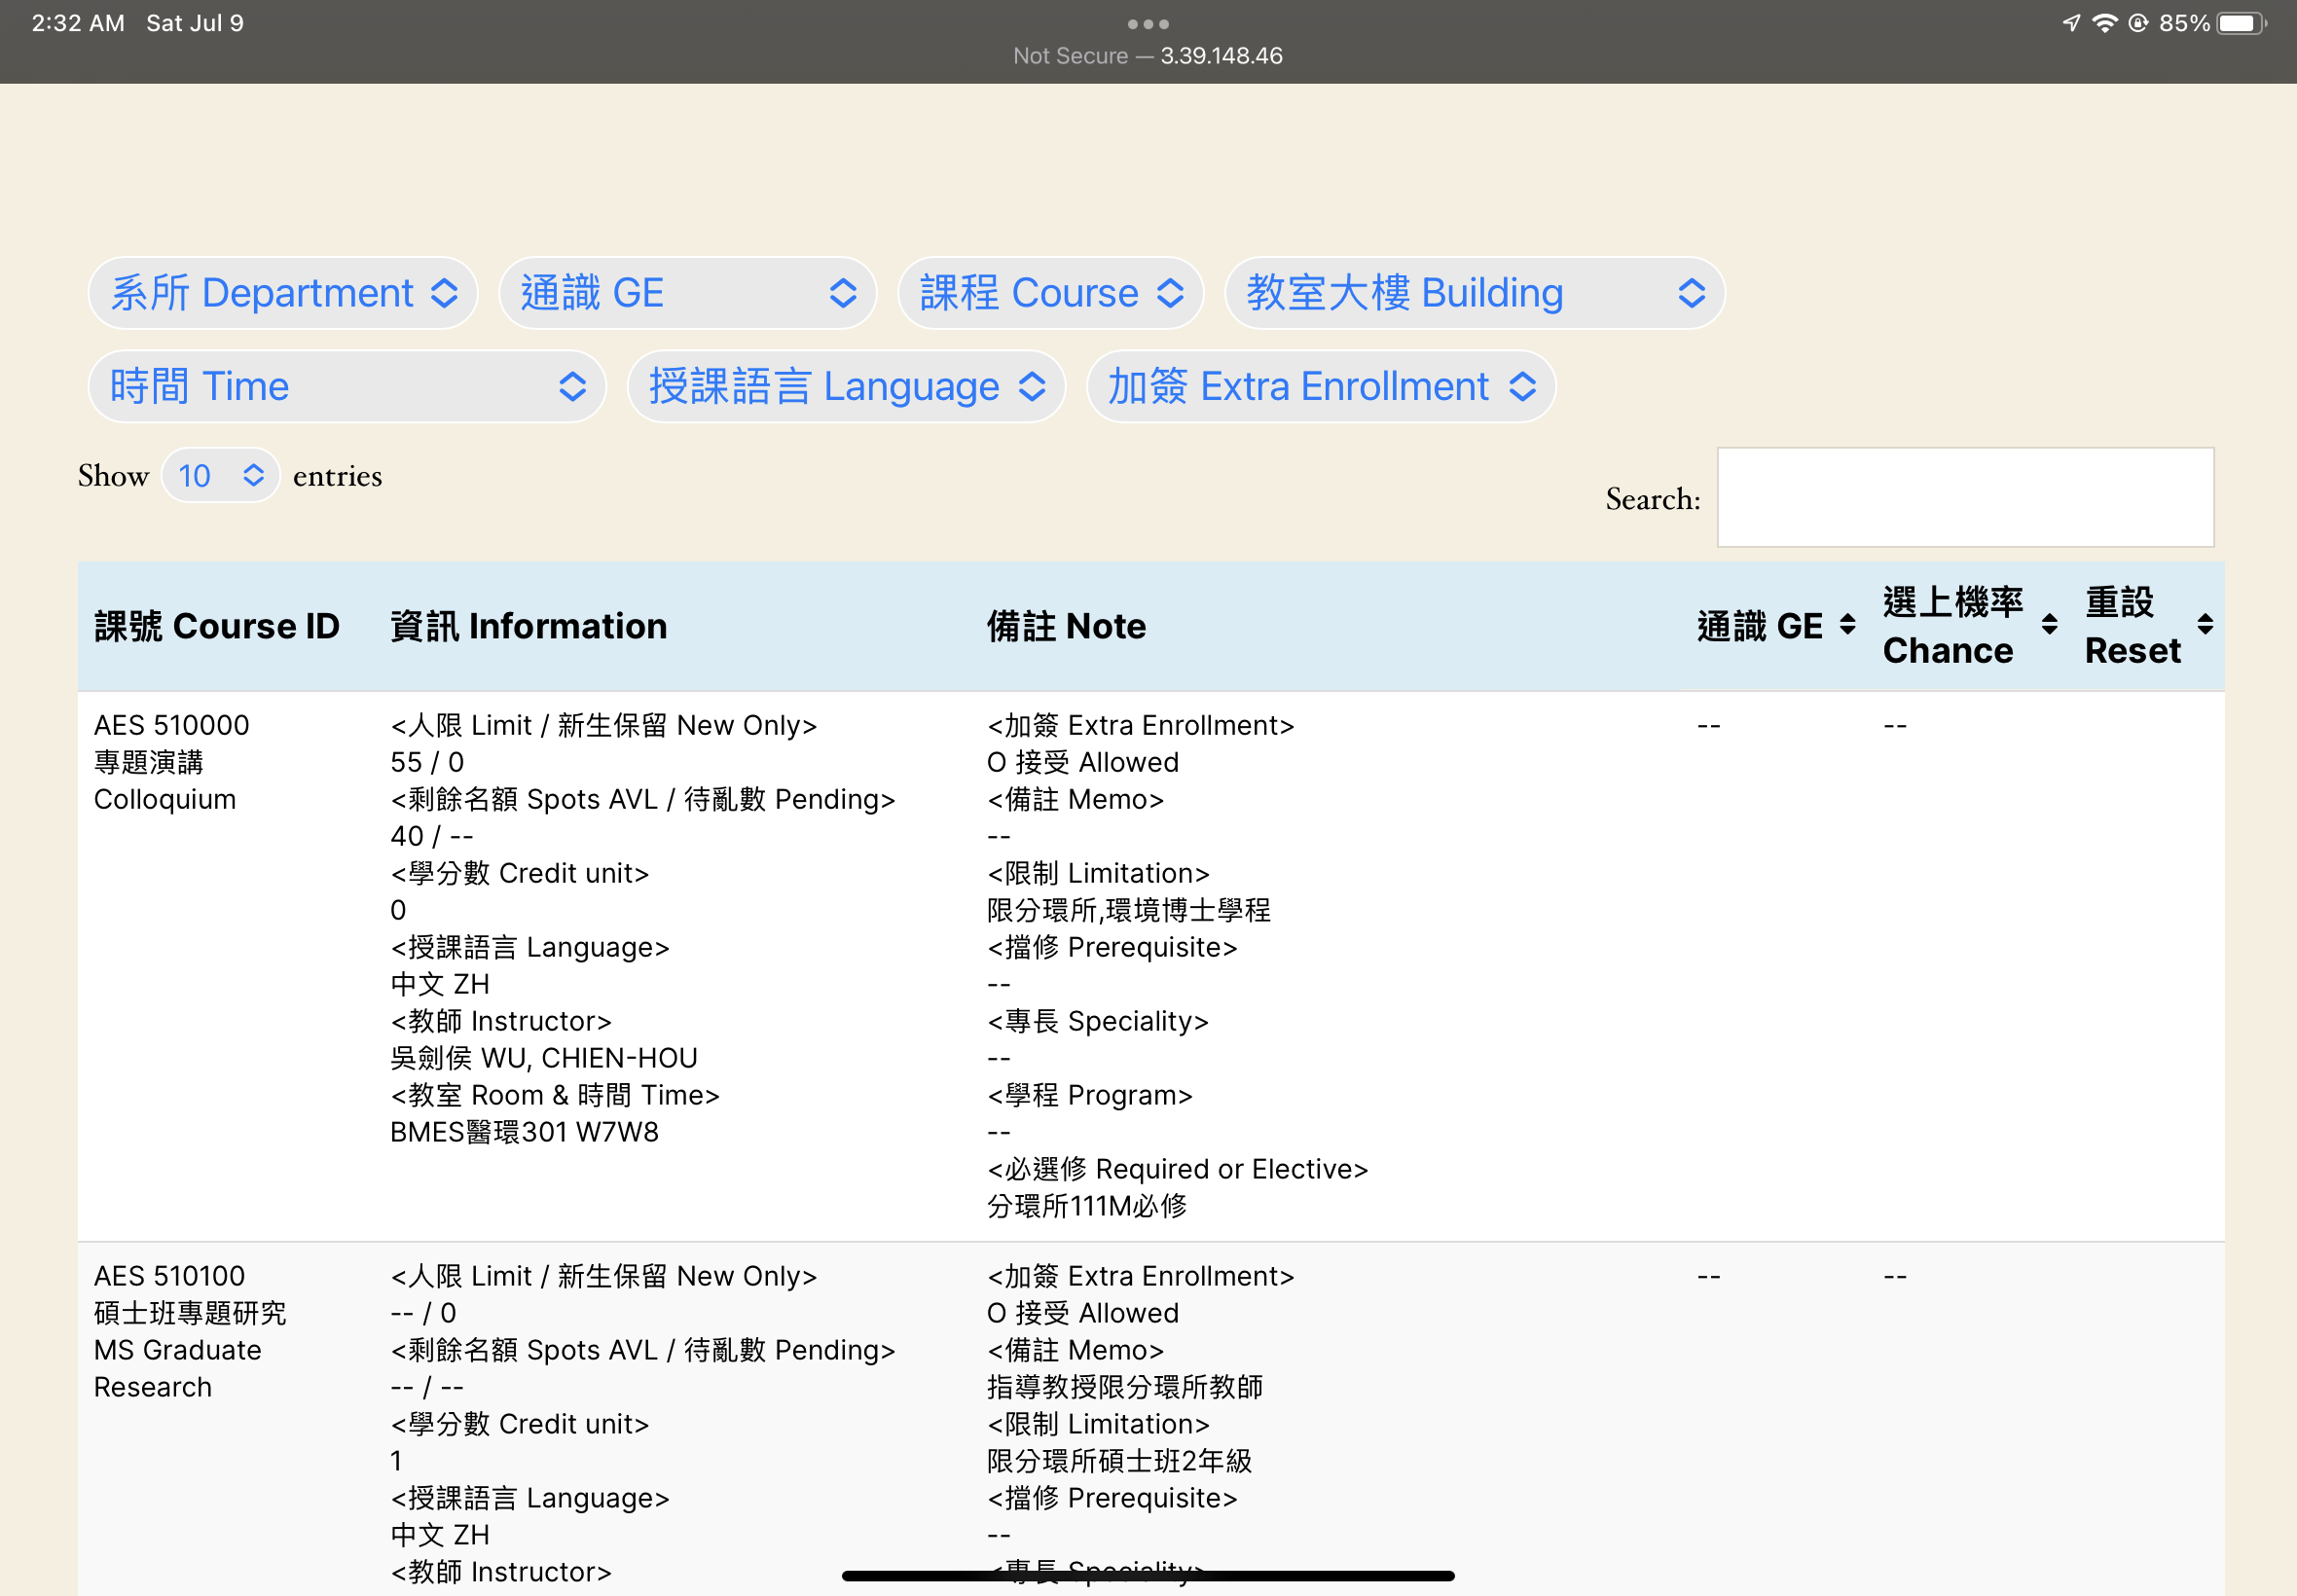 2:32 AM Sat Jul 9
85%
Not Secure — 3.39.148.46
系所 Department
通識 GE
課程 Course
教室大樓 Building
時間 Time
授課語言 Language
加簽 Extra Enrollment
Show 10 entries
Search:
課號 Course ID
資訊 Information
備註 Note
通識 GE
選上機率
Chance
重設
Reset
AES 510000
專題演講
Colloquium
<人限 Limit / 新生保留 New Only>
55 / 0
<剩餘名額 Spots AVL / 待亂數 Pending>
40 / --
<學分數 Credit unit>
0
<授課語言 Language>
中文 ZH
<教師 Instructor>
吳劍侯 WU, CHIEN-HOU
<教室 Room & 時間 Time>
BMES醫環301 W7W8
<加簽 Extra Enrollment>
O 接受 Allowed
<備註 Memo>
--
<限制 Limitation>
限分環所,環境博士學程
<擋修 Prerequisite>
--
<專長 Speciality>
--
<學程 Program>
--
<必選修 Required or Elective>
分環所111M必修
--
--
AES 510100
碩士班專題研究
MS Graduate
Research
<人限 Limit / 新生保留 New Only>
-- / 0
<剩餘名額 Spots AVL / 待亂數 Pending>
-- / --
<學分數 Credit unit>
1
<授課語言 Language>
中文 ZH
<教師 Instructor>
<加簽 Extra Enrollment>
O 接受 Allowed
<備註 Memo>
指導教授限分環所教師
<限制 Limitation>
限分環所碩士班2年級
<擋修 Prerequisite>
--
<專長 Speciality>
--
--